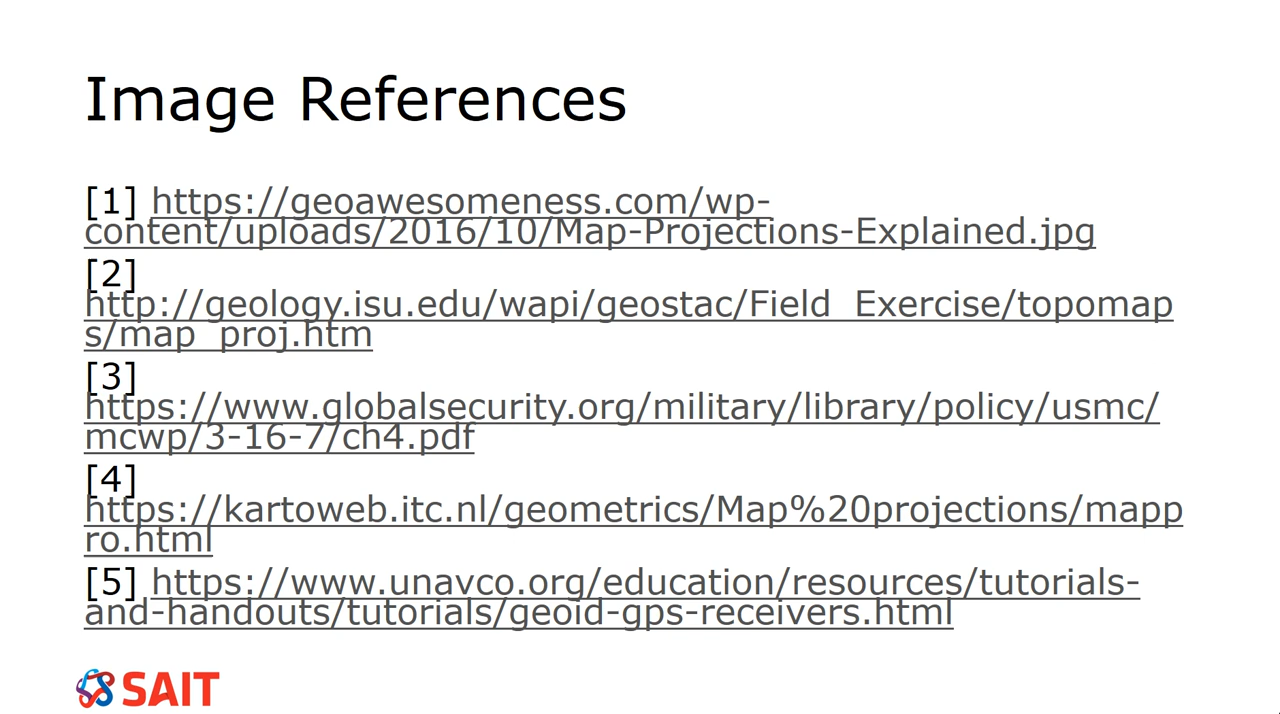 Image References
[1] https://geoawesomeness.com/wp-
content/uploads/2016/10/Map-Projections-Explained.jpg
[2]
http://geology.isu.edu/wapi/geostac/Field_Exercise/topomap
s/map_proj.htm
[3]
https://www.globalsecurity.org/military/library/policy/usmc/
mcwp/3-16-7/ch4.pdf
[4]
https://kartoweb.itc.nl/geometrics/Map%20projections/mapp
ro.html
[5] https://www.unavco.org/education/resources/tutorials-
and-handouts/tutorials/geoid-gps-receivers.html
SAIT